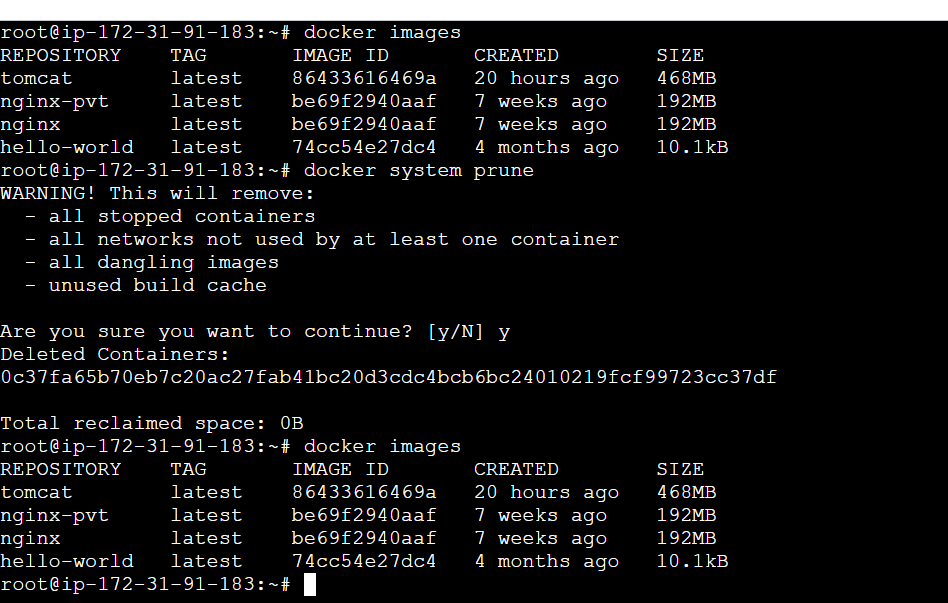 root@ip-172-31-91-183:~# docker images
REPOSITORY    TAG       IMAGE ID       CREATED        SIZE
tomcat        latest    86433616469a   20 hours ago   468MB
nginx-pvt     latest    be69f2940aaf   7 weeks ago    192MB
nginx         latest    be69f2940aaf   7 weeks ago    192MB
hello-world   latest    74cc54e27dc4   4 months ago   10.1kB
root@ip-172-31-91-183:~# docker system prune
WARNING! This will remove:
  - all stopped containers
  - all networks not used by at least one container
  - all dangling images
  - unused build cache

Are you sure you want to continue? [y/N] y
Deleted Containers:
0c37fa65b70eb7c20ac27fab41bc20d3cdc4bcb6bc24010219fcf99723cc37df

Total reclaimed space: 0B
root@ip-172-31-91-183:~# docker images
REPOSITORY    TAG       IMAGE ID       CREATED        SIZE
tomcat        latest    86433616469a   20 hours ago   468MB
nginx-pvt     latest    be69f2940aaf   7 weeks ago    192MB
nginx         latest    be69f2940aaf   7 weeks ago    192MB
hello-world   latest    74cc54e27dc4   4 months ago   10.1kB
root@ip-172-31-91-183:~#